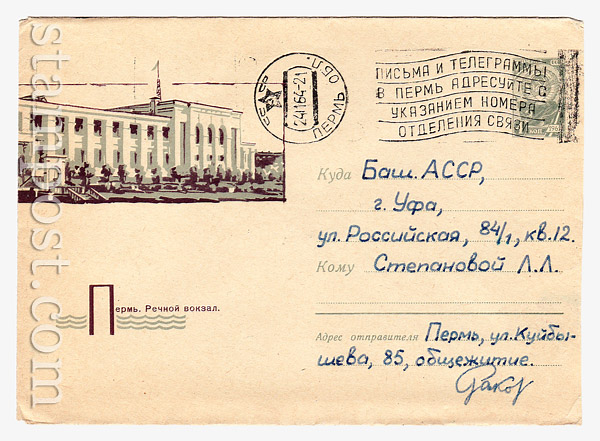 СССР
П.90
24 11 64-21
ПЕРМЬ
ПИСЬМА И ТЕЛЕГРАММЫ
В ПЕРМЬ АДРЕСУЙТЕ С
УКАЗАНИЕМ НОМЕРА
ОТДЕЛЕНИЯ СВЯЗИ
Куда Баш. АССР,
г. Уфа,
ул. Российская, 84/1, кв. 12.
Кому Степановой Л.Л.
Пермь. Речной вокзал.
Адрес отправителя Пермь, ул. Куйбы-
шева, 85, общежитие.
stampost.com